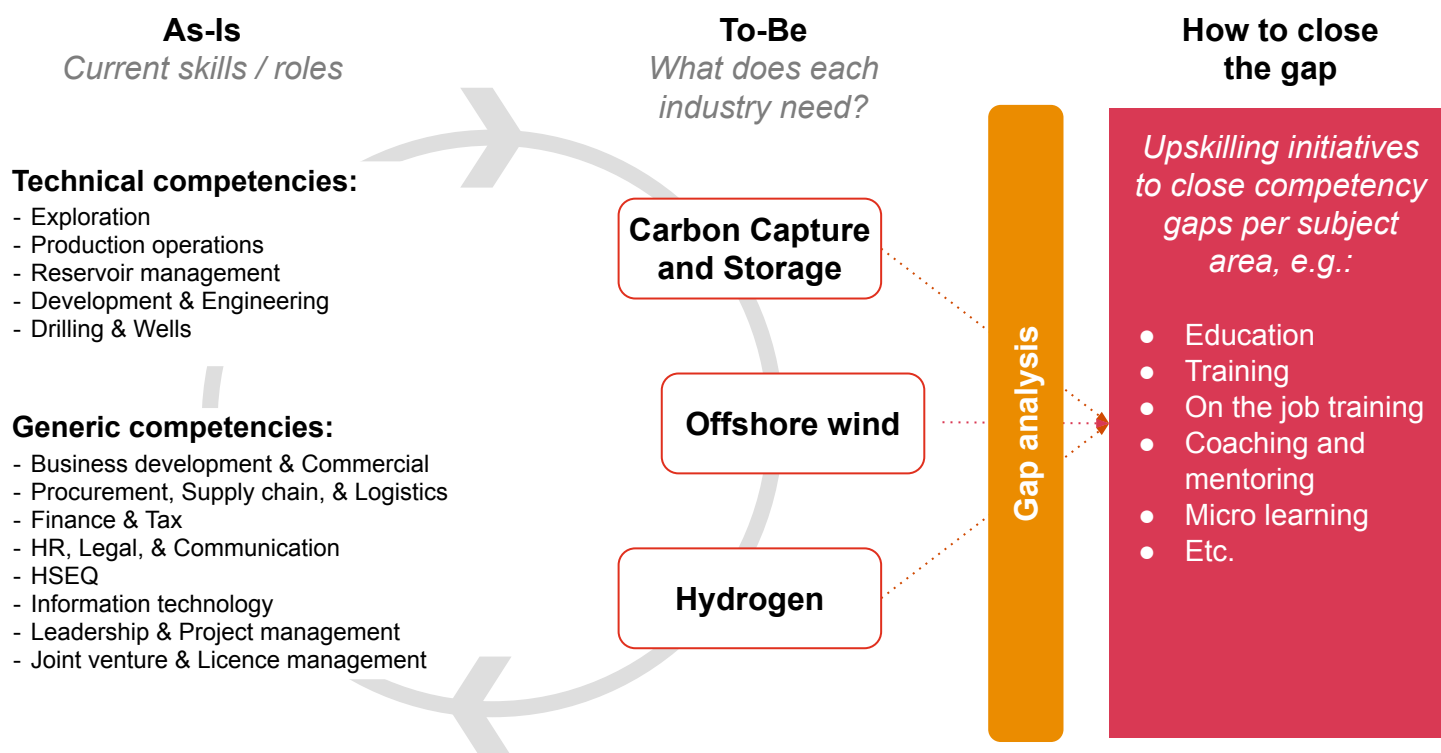 As-Is
Current skills / roles
Technical competencies:
- Exploration
- Production operations
- Reservoir management
- Development & Engineering
- Drilling & Wells
Generic competencies:
- Business development & Commercial
- Procurement, Supply chain, & Logistics
- Finance & Tax
- HR, Legal, & Communication
- HSEQ
- Information technology
- Leadership & Project management
- Joint venture & Licence management
To-Be
What does each
industry need?
Carbon Capture
and Storage
Offshore wind
Hydrogen
Gap analysis
How to close
the gap
Upskilling initiatives
to close competency
gaps per subject
area, e.g.:
● Education
● Training
● On the job training
● Coaching and
mentoring
● Micro learning
● Etc.